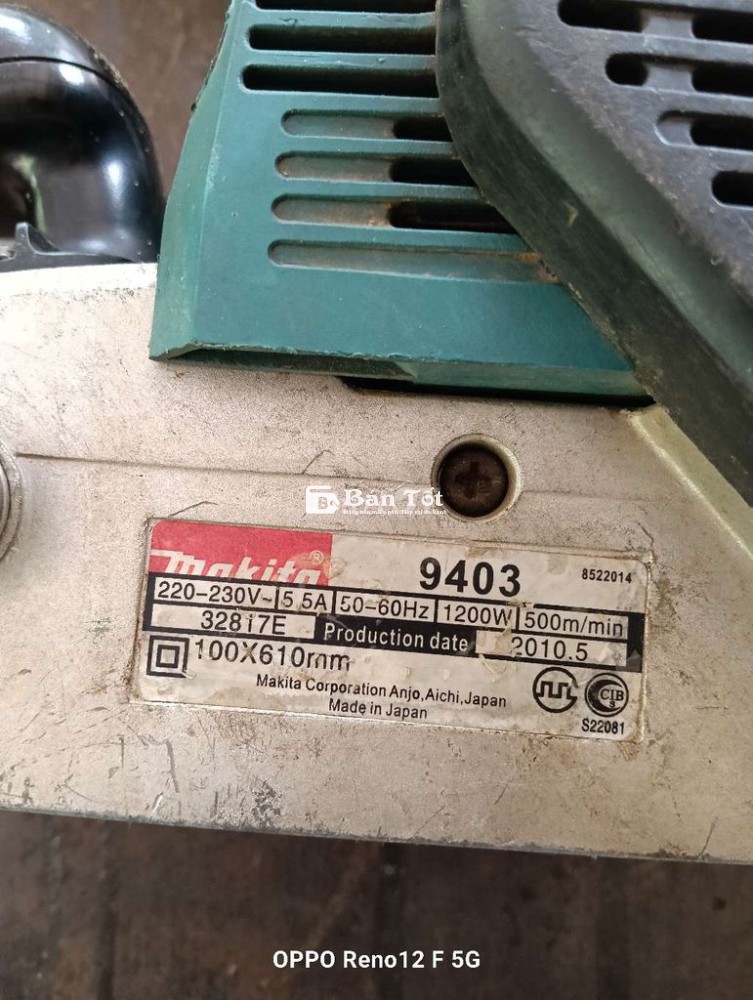 Bán Tốt
makita®
9403
8522014
220-230V~ 5.5A 50-60Hz 1200W 500m/min
32817E Production date 2010.5
100X610mm
Makita Corporation Anjo, Aichi, Japan
Made in Japan
CIB
S
S22081
OPPO Reno12 F 5G